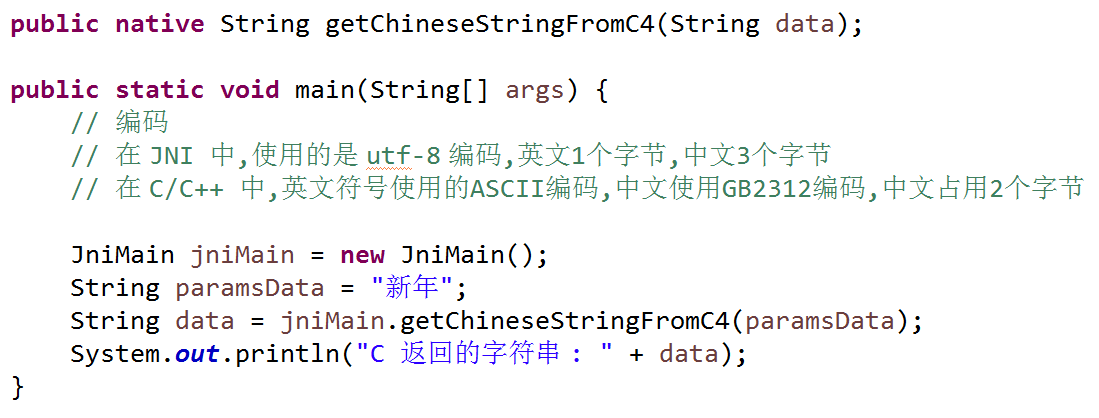 public native String getChineseStringFromC4(String data);
public static void main(String[] args) {
// 编码
// 在 JNI 中,使用的是 utf-8 编码,英文1个字节,中文3个字节
// 在 C/C++ 中,英文符号使用的ASCII编码,中文使用GB2312编码,中文占用2个字节
JniMain jniMain = new JniMain();
String paramsData = "新年";
String data = jniMain.getChineseStringFromC4(paramsData);
System.out.println("C 返回的字符串: " + data);
}